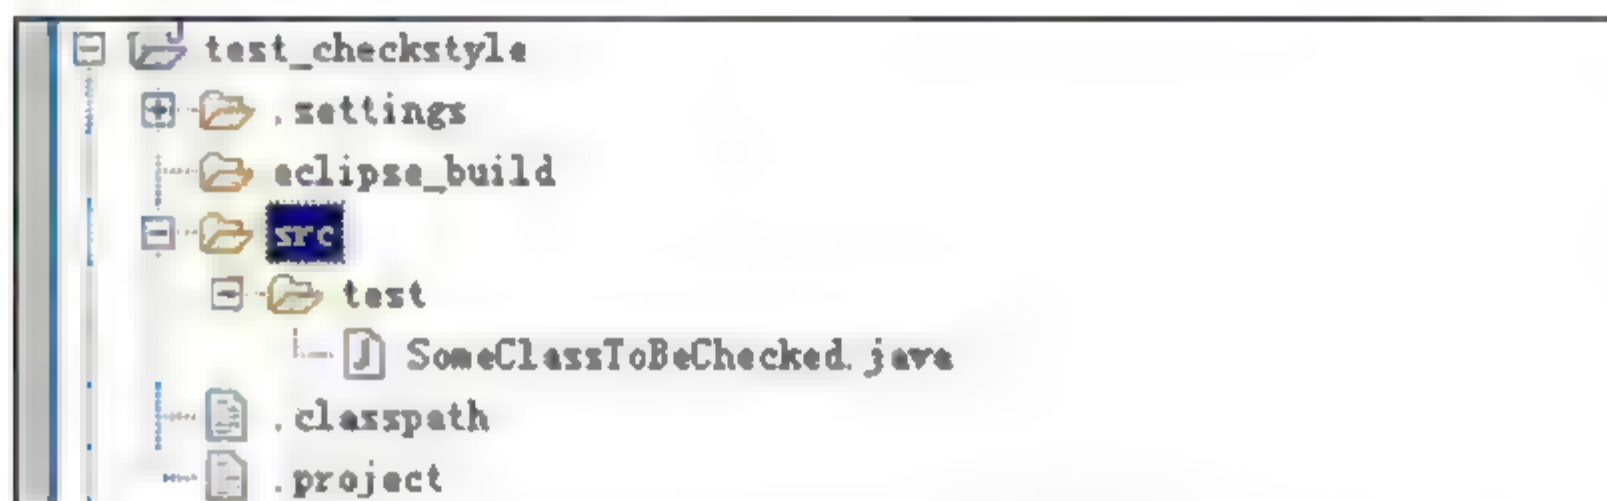 test_checkstyle
.settings
eclipse_build
src
test
SomeClassToBeChecked.java
.classpath
.project